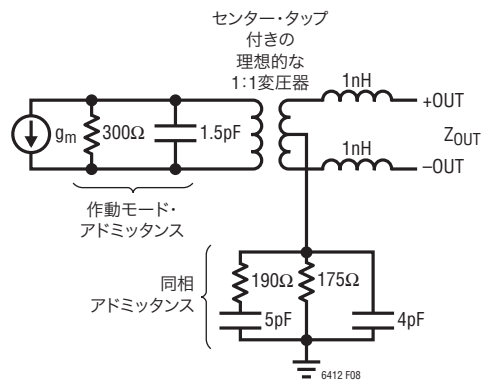 センター・タップ
付きの
理想的な
1:1変圧器
1nH
+OUT
gm
300Ω
1.5pF
ZOUT
1nH
–OUT
作動モード・
アドミッタンス
同相
アドミッタンス
190Ω
175Ω
5pF
4pF
6412 F08